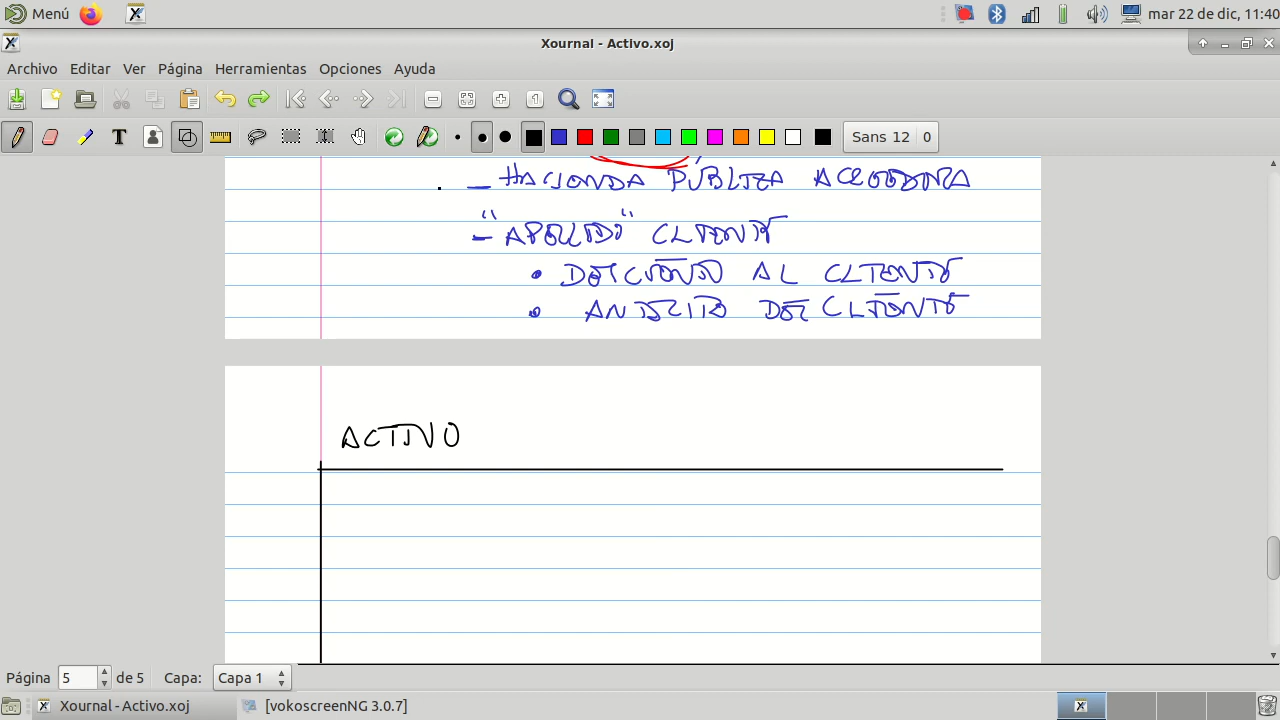 Menú mar 22 de dic, 11:40
Xournal - Activo.xoj
Archivo Editar Ver Página Herramientas Opciones Ayuda
T Sans 12 0
— HACIENDA PÚBLICA ACREEDORA
— "APELLIDO" CLIENTE
• DESCUENTO AL CLIENTE
• ANTICIPO DEL CLIENTE
ACTIVO
Página 5 de 5 Capa: Capa 1
Xournal - Activo.xoj [vokoscreenNG 3.0.7]